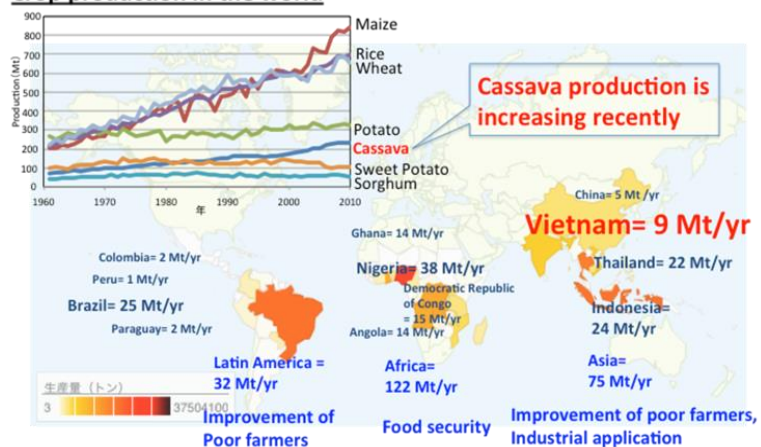 Crop production in the world
900
800
700
600
500
400
300
200
100
0
Production (Mt)
1960
1970
1980
1990
2000
2010
年
Maize
Rice
Wheat
Potato
Cassava
Sweet Potato
Sorghum
Cassava production is
increasing recently
China= 5 Mt /yr
Vietnam= 9 Mt/yr
Ghana= 14 Mt/yr
Colombia= 2 Mt/yr
Nigeria= 38 Mt/yr
Thailand= 22 Mt/yr
Peru= 1 Mt/yr
Democratic Republic
of Congo
= 15 Mt/yr
Brazil= 25 Mt/yr
Indonesia=
24 Mt/yr
Paraguay= 2 Mt/yr
Angola= 14 Mt/yr
Latin America =
32 Mt/yr
Africa=
122 Mt/yr
Asia=
75 Mt/yr
生産量（トン）
3
37504100
Improvement of
Poor farmers
Food security
Improvement of poor farmers,
Industrial application